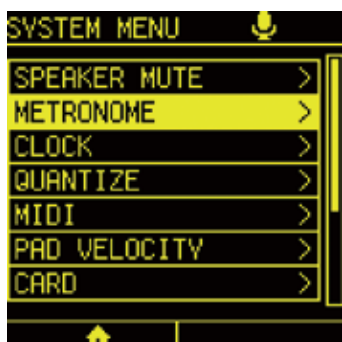 SYSTEM MENU
SPEAKER MUTE >
METRONOME >
CLOCK >
QUANTIZE >
MIDI >
PAD VELOCITY >
CARD >